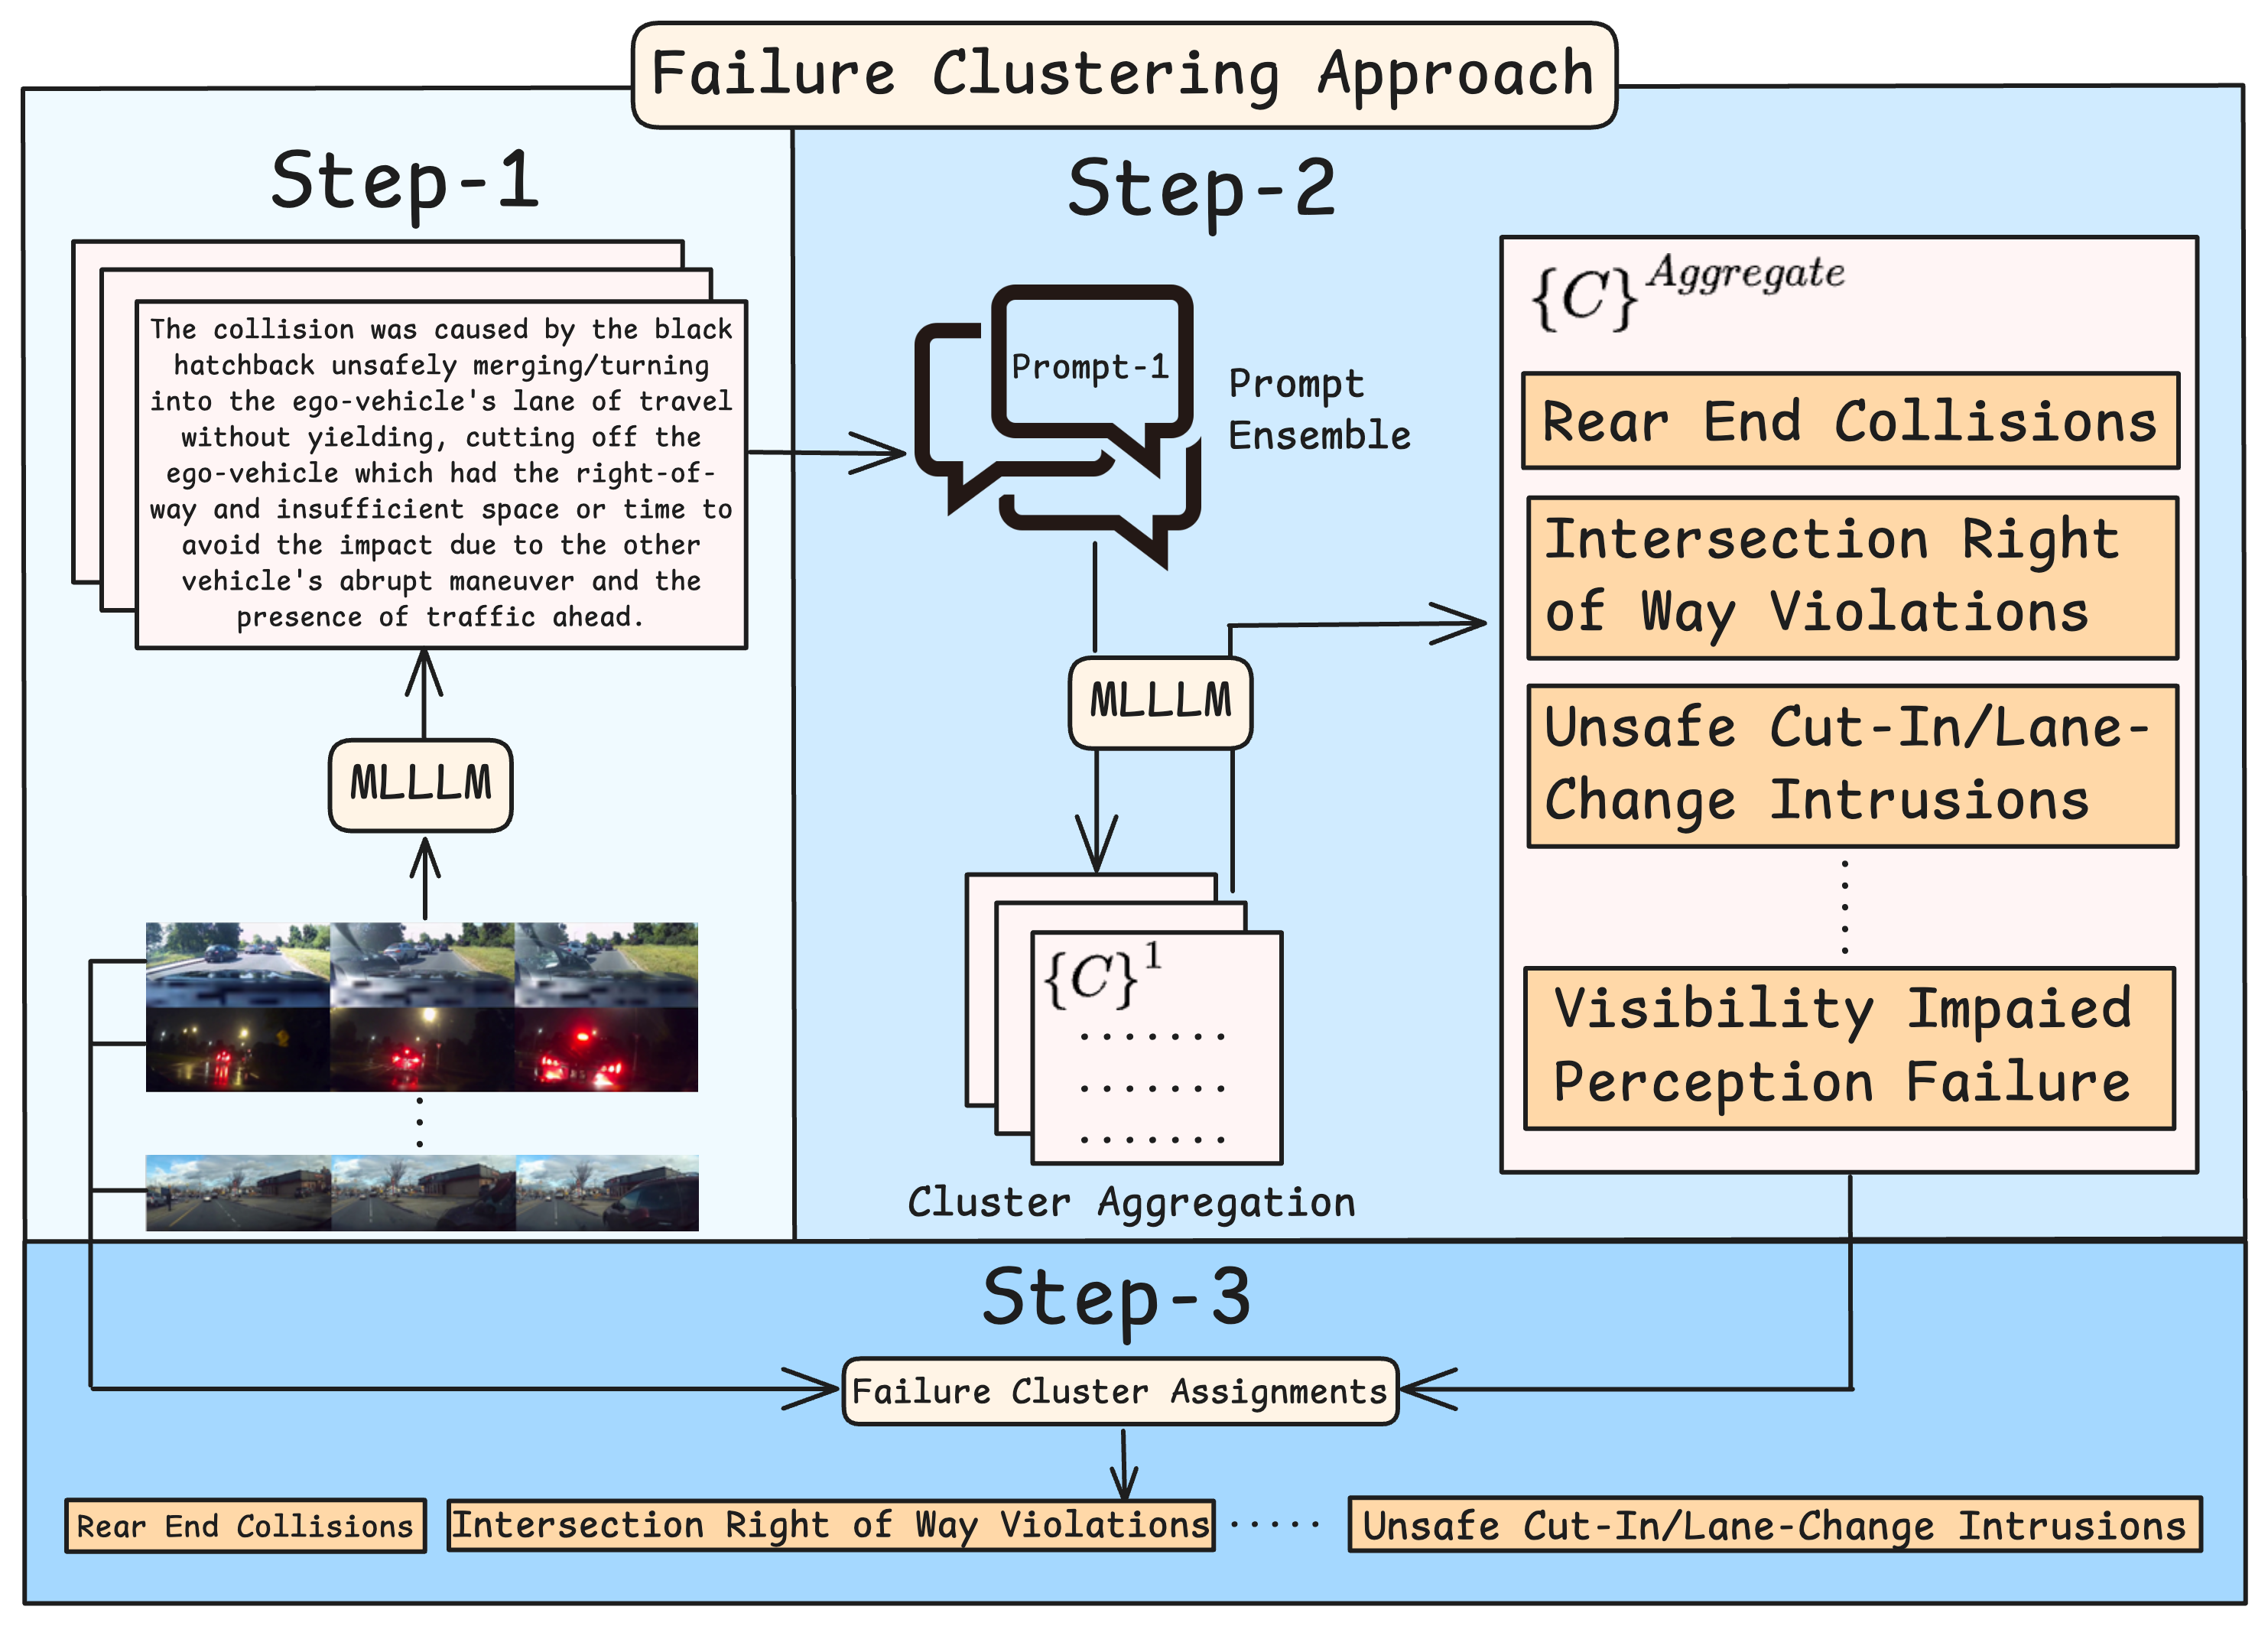 Failure Clustering Approach
Step-1
The collision was caused by the black
hatchback unsafely merging/turning
into the ego-vehicle's lane of travel
without yielding, cutting off the
ego-vehicle which had the right-of-
way and insufficient space or time to
avoid the impact due to the other
vehicle's abrupt maneuver and the
presence of traffic ahead.
MLLLM
Step-2
Prompt-1
Prompt
Ensemble
MLLLM
{C}^1
. . . . . . .
. . . . . . .
. . . . . . .
Cluster Aggregation
{C}^Aggregate
Rear End Collisions
Intersection Right
of Way Violations
Unsafe Cut-In/Lane-
Change Intrusions
Visibility Impaied
Perception Failure
Step-3
Failure Cluster Assignments
Rear End Collisions
Intersection Right of Way Violations
. . . . .
Unsafe Cut-In/Lane-Change Intrusions